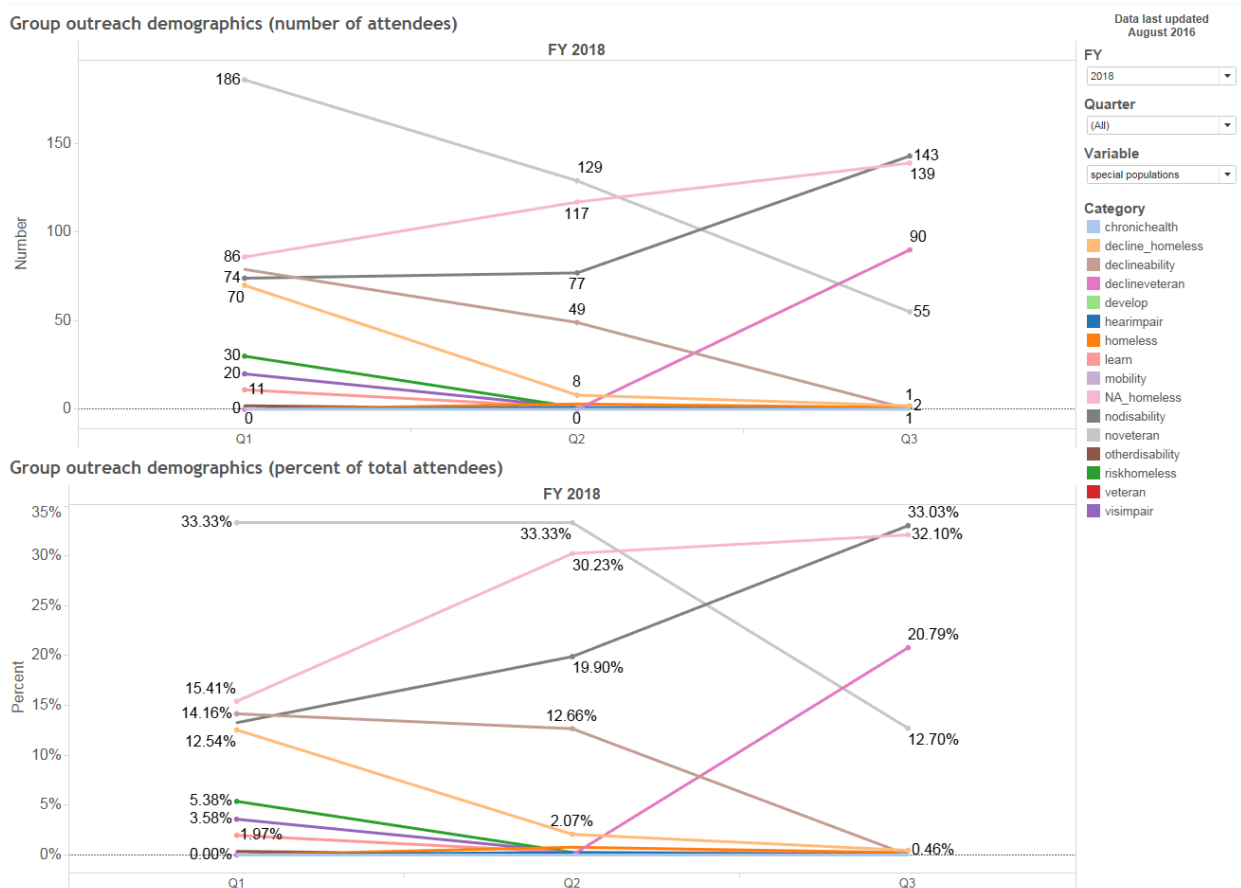 Group outreach demographics (number of attendees)
Data last updated
August 2016
FY 2018
Number
150
100
50
0
186
86
74
70
30
20
11
0
0
129
117
77
49
8
0
143
139
90
55
1
2
1
Q1
Q2
Q3
FY
2018
Quarter
(All)
Variable
special populations
Category
chronichealth
decline_homeless
declineability
declineveteran
develop
hearimpair
homeless
learn
mobility
NA_homeless
nodisability
noveteran
otherdisability
riskhomeless
veteran
visimpair
Group outreach demographics (percent of total attendees)
FY 2018
Percent
35%
30%
25%
20%
15%
10%
5%
0%
33.33%
15.41%
14.16%
12.54%
5.38%
3.58%
1.97%
0.00%
33.33%
30.23%
19.90%
12.66%
2.07%
33.03%
32.10%
20.79%
12.70%
0.46%
Q1
Q2
Q3